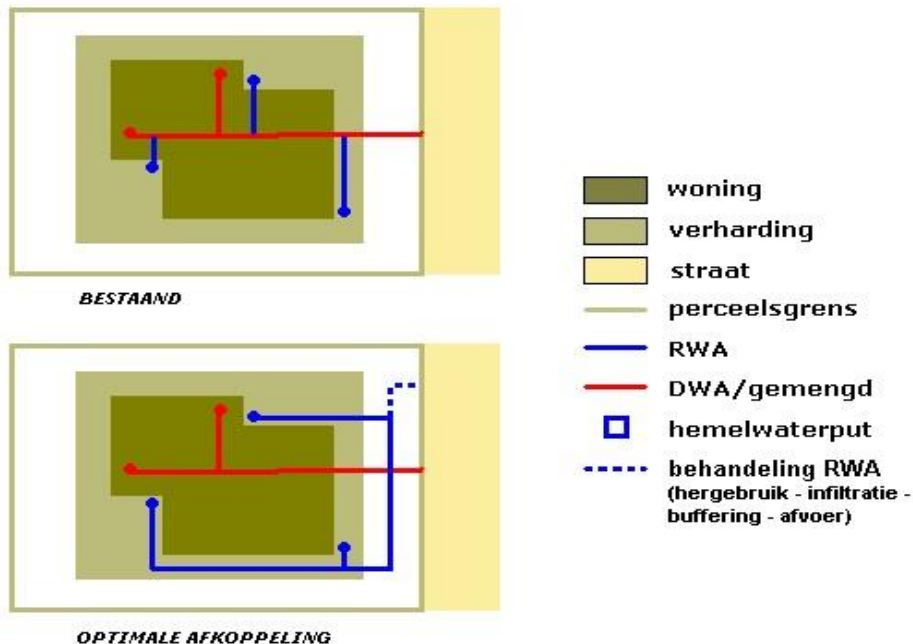 BESTAAND
OPTIMALE AFKOPPELING
woning
verharding
straat
perceelsgrens
RWA
DWA/gemengd
hemelwaterput
behandeling RWA
(hergebruik - infiltratie -
buffering - afvoer)